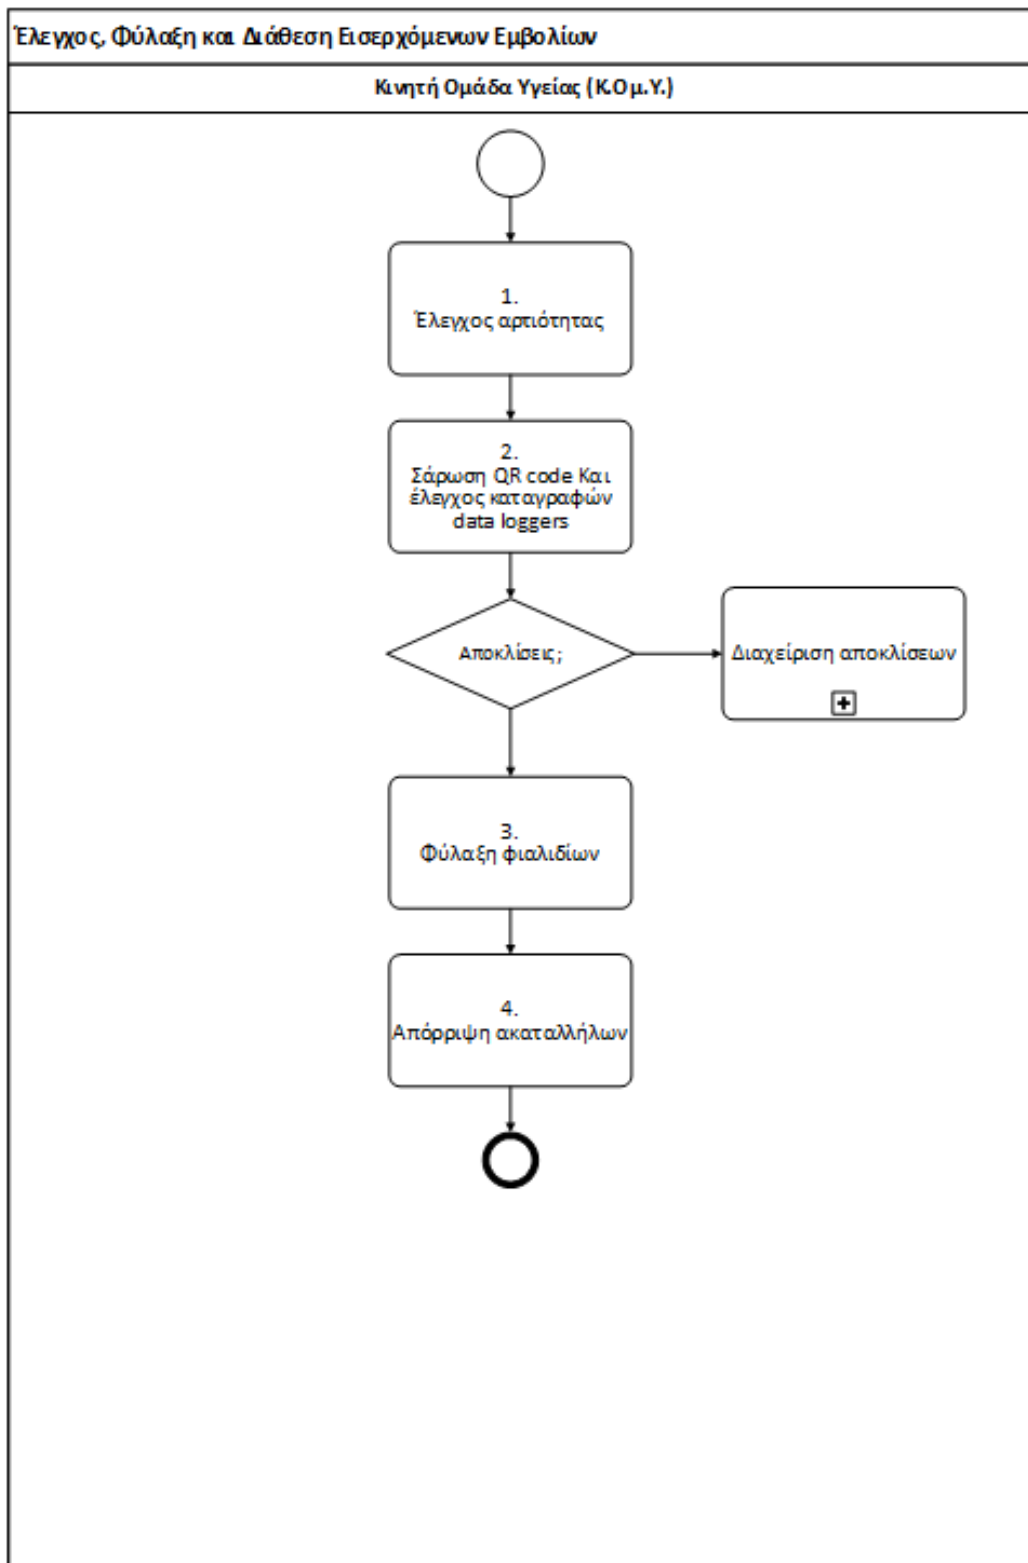 Έλεγχος, Φύλαξη και Διάθεση Εισερχόμενων Εμβολίων
Κινητή Ομάδα Υγείας (Κ.Ομ.Υ.)
1.
Έλεγχος αρτιότητας
2.
Σάρωση QR code Και
έλεγχος καταγραφών
data loggers
Αποκλίσεις;
Διαχείριση αποκλίσεων
3.
Φύλαξη φιαλιδίων
4.
Απόρριψη ακαταλλήλων